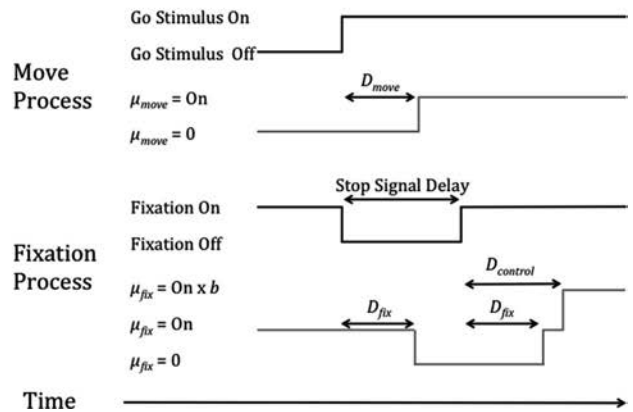 Go Stimulus On
Go Stimulus Off
Move
Process
D_move
μ_move = On
μ_move = 0
Stop Signal Delay
Fixation On
Fixation Off
Fixation
Process
D_control
μ_fix = On x b
D_fix
D_fix
μ_fix = On
μ_fix = 0
Time